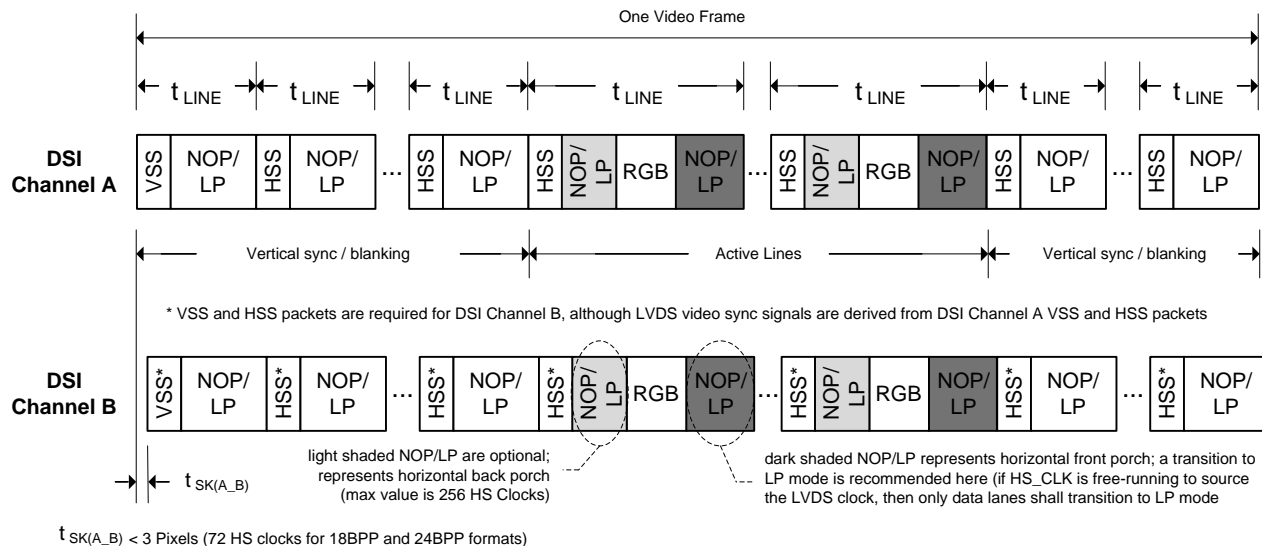 One Video Frame
t LINE t LINE t LINE t LINE t LINE t LINE t LINE
DSI
Channel A
VSS NOP/ LP HSS NOP/ LP ... HSS NOP/ LP HSS NOP/ LP RGB NOP/ LP ... HSS NOP/ LP RGB NOP/ LP HSS NOP/ LP ... HSS NOP/ LP
Vertical sync / blanking Active Lines Vertical sync / blanking
* VSS and HSS packets are required for DSI Channel B, although LVDS video sync signals are derived from DSI Channel A VSS and HSS packets
DSI
Channel B
VSS* NOP/ LP HSS* NOP/ LP ... HSS* NOP/ LP HSS* NOP/ LP RGB NOP/ LP ... HSS* NOP/ LP RGB NOP/ LP HSS* NOP/ LP ... HSS* NOP/ LP
t SK(A_B)
light shaded NOP/LP are optional;
represents horizontal back porch
(max value is 256 HS Clocks)
dark shaded NOP/LP represents horizontal front porch; a transition to
LP mode is recommended here (if HS_CLK is free-running to source
the LVDS clock, then only data lanes shall transition to LP mode
t SK(A_B) < 3 Pixels (72 HS clocks for 18BPP and 24BPP formats)